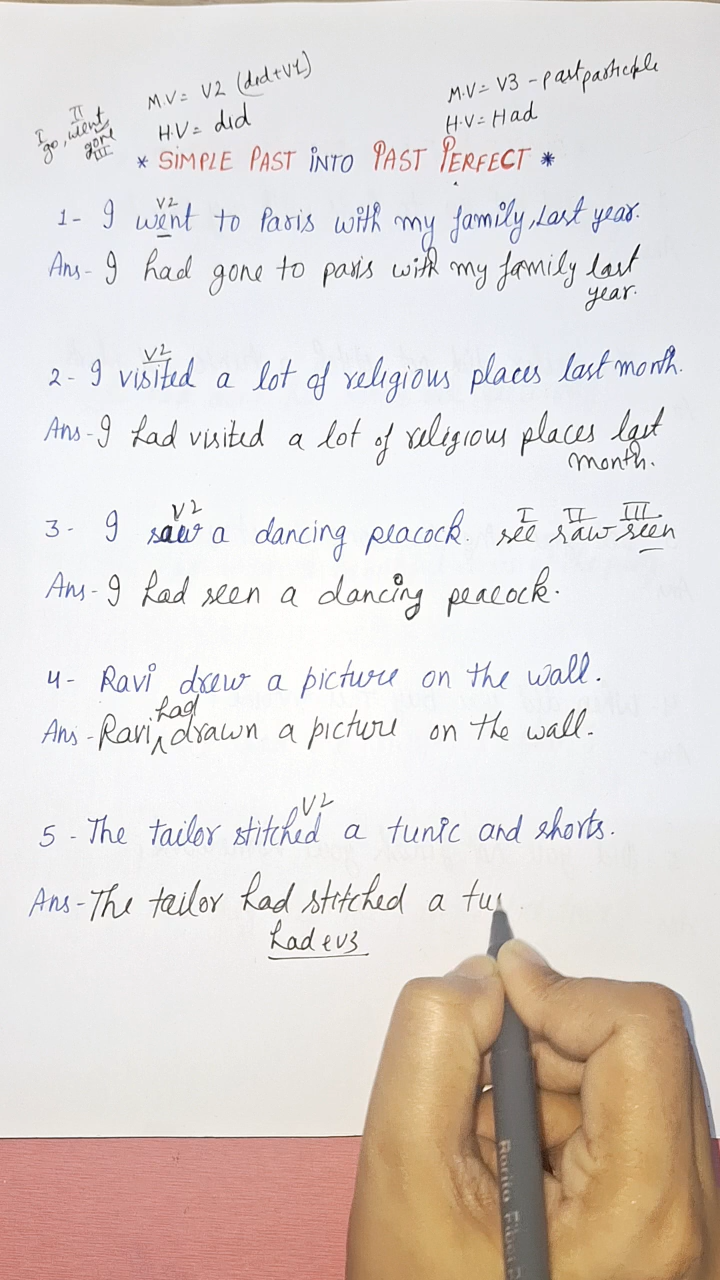 M.V = V2 (did+V1)
H.V = did
M.V = V3 - past participle
H.V = Had
I II
go, went
gone
III
* SIMPLE PAST INTO PAST PERFECT *
V2
1- I went to Paris with my family, last year.
Ans - I had gone to paris with my family last
year.
V2
2- I visited a lot of religious places last month.
Ans - I had visited a lot of religious places last
month.
V2
3- I saw a dancing peacock. see saw seen
I II III
Ans - I had seen a dancing peacock.
4- Ravi drew a picture on the wall.
had
Ans - Ravi ^ drawn a picture on the wall.
V2
5 - The tailor stitched a tunic and shorts.
Ans - The tailor had stitched a tu
had + v3
Rorito